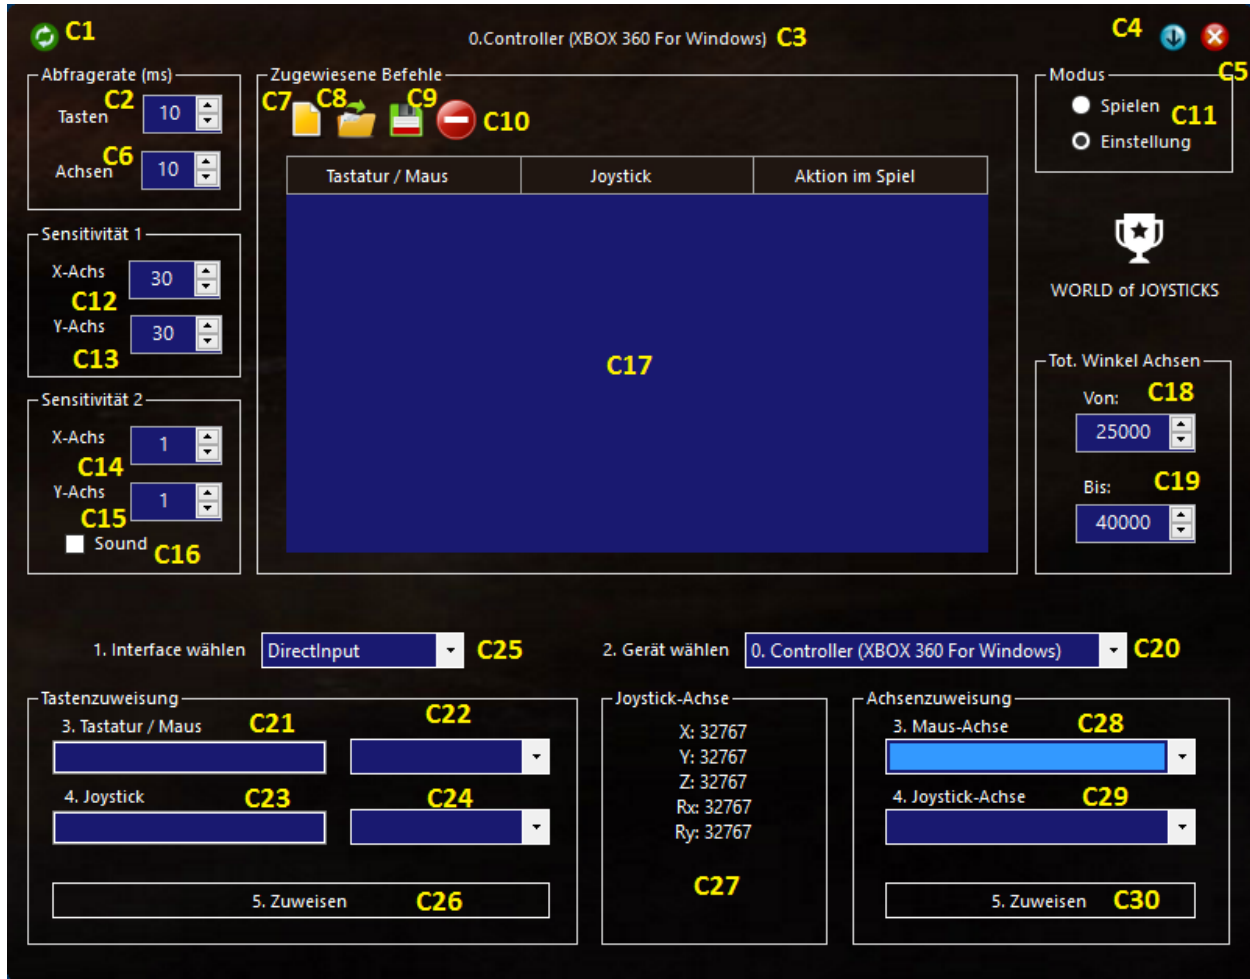 C1
0.Controller (XBOX 360 For Windows) C3
C4
C5
Abfragerate (ms)
C2
Tasten 10
C6
Achsen 10
Zugewiesene Befehle
C7 C8 C9 C10
Tastatur / Maus Joystick Aktion im Spiel
C17
Modus
Spielen
C11
Einstellung
Sensitivität 1
X-Achs 30
C12
Y-Achs 30
C13
WORLD of JOYSTICKS
Sensitivität 2
X-Achs 1
C14
Y-Achs 1
C15
Sound C16
Tot. Winkel Achsen
Von: C18
25000
Bis: C19
40000
1. Interface wählen DirectInput C25
2. Gerät wählen 0. Controller (XBOX 360 For Windows) C20
Tastenzuweisung
3. Tastatur / Maus C21 C22
4. Joystick C23 C24
5. Zuweisen C26
Joystick-Achse
X: 32767
Y: 32767
Z: 32767
Rx: 32767
Ry: 32767
C27
Achsenzuweisung
3. Maus-Achse C28
4. Joystick-Achse C29
5. Zuweisen C30